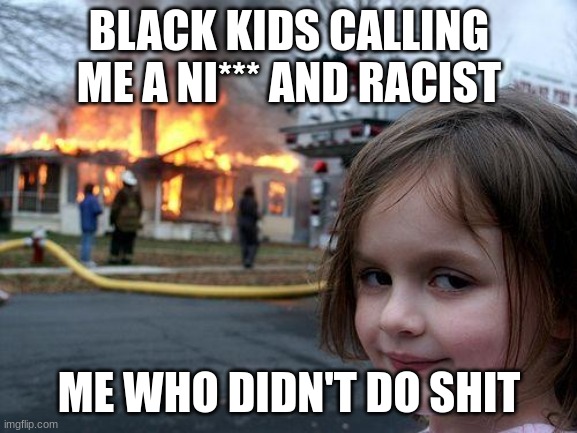 BLACK KIDS CALLING
ME A NI*** AND RACIST
ME WHO DIDN'T DO SHIT
imgflip.com